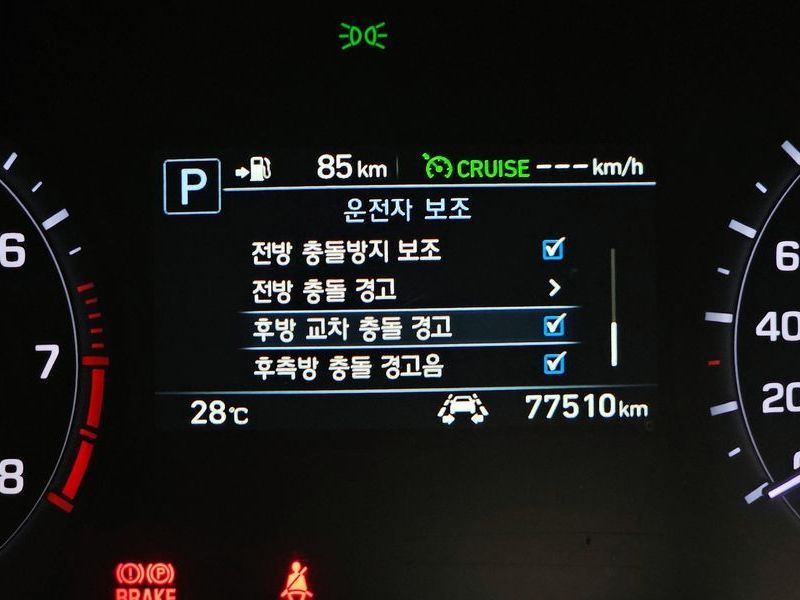 P 85 km CRUISE ---km/h
운전자 보조
전방 충돌방지 보조
전방 충돌 경고
후방 교차 충돌 경고
후측방 충돌 경고음
28℃ 77510km
6
7
8
6
40
20
0
(!) (P)
BRAKE